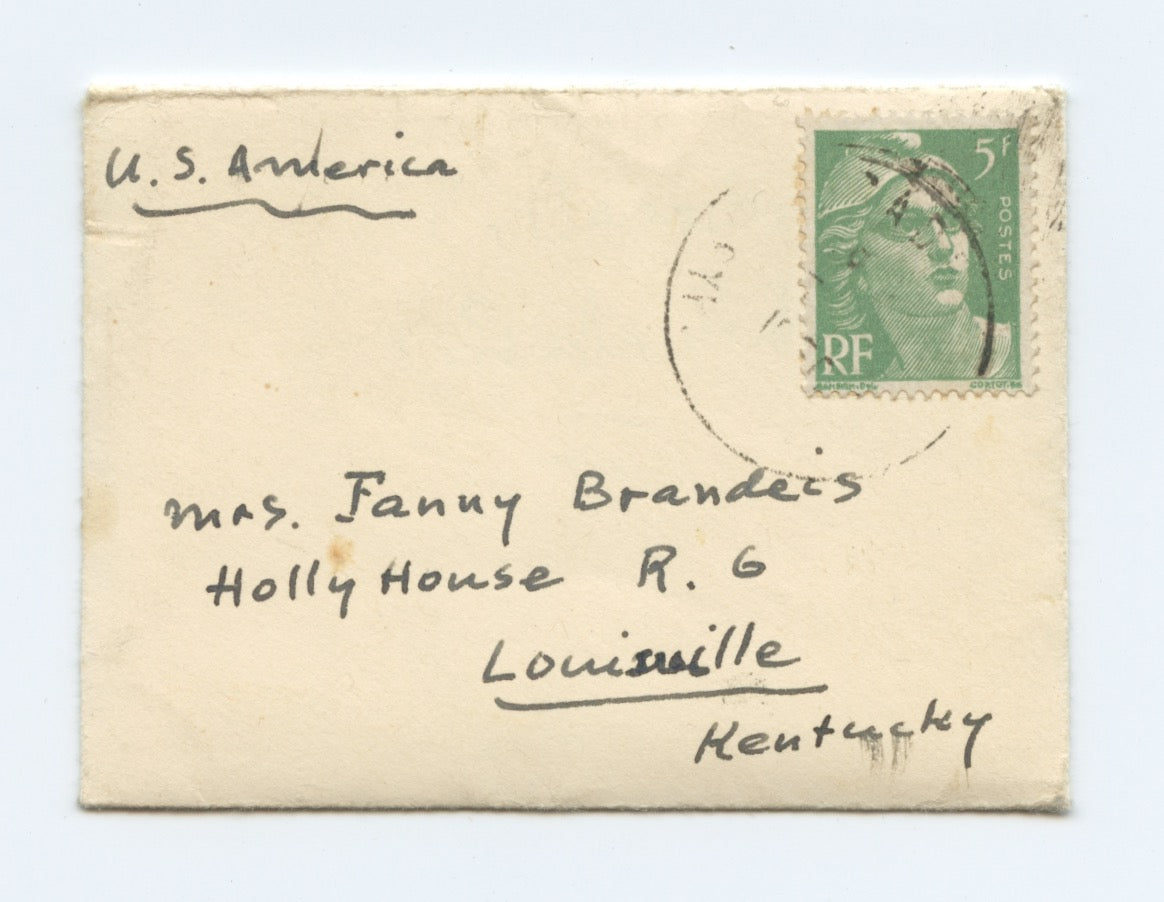 U.S. America
5F
POSTES
RF
Mrs. Fanny Brandeis
Holly House R. 6
Louisville
Kentucky